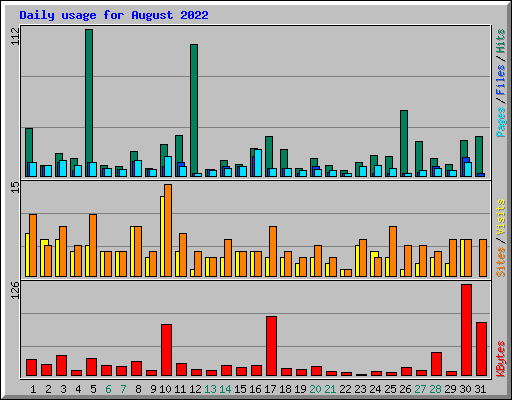 Daily usage for August 2022
112
Pages / Files / Hits
15
Sites / Visits
126
KBytes
1 2 3 4 5 6 7 8 9 10 11 12 13 14 15 16 17 18 19 20 21 22 23 24 25 26 27 28 29 30 31